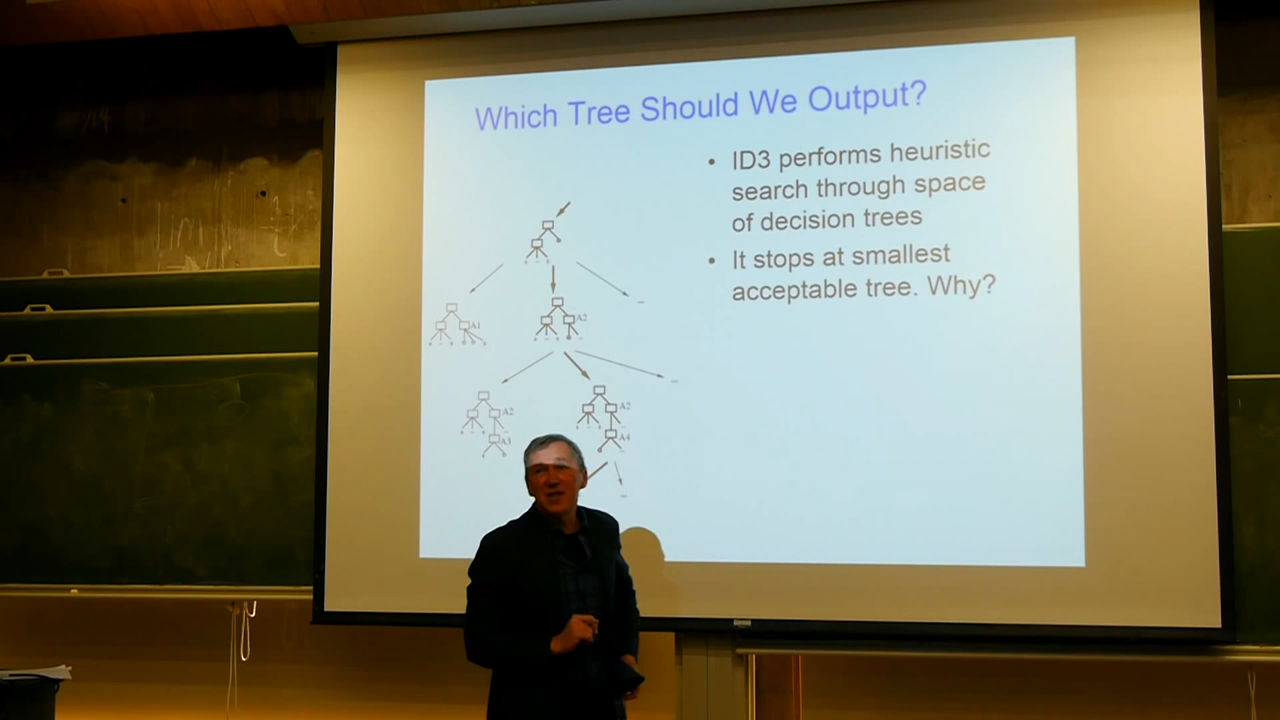 Which Tree Should We Output?
• ID3 performs heuristic
search through space
of decision trees
• It stops at smallest
acceptable tree. Why?
A1
A2
A2
A3
A2
A4